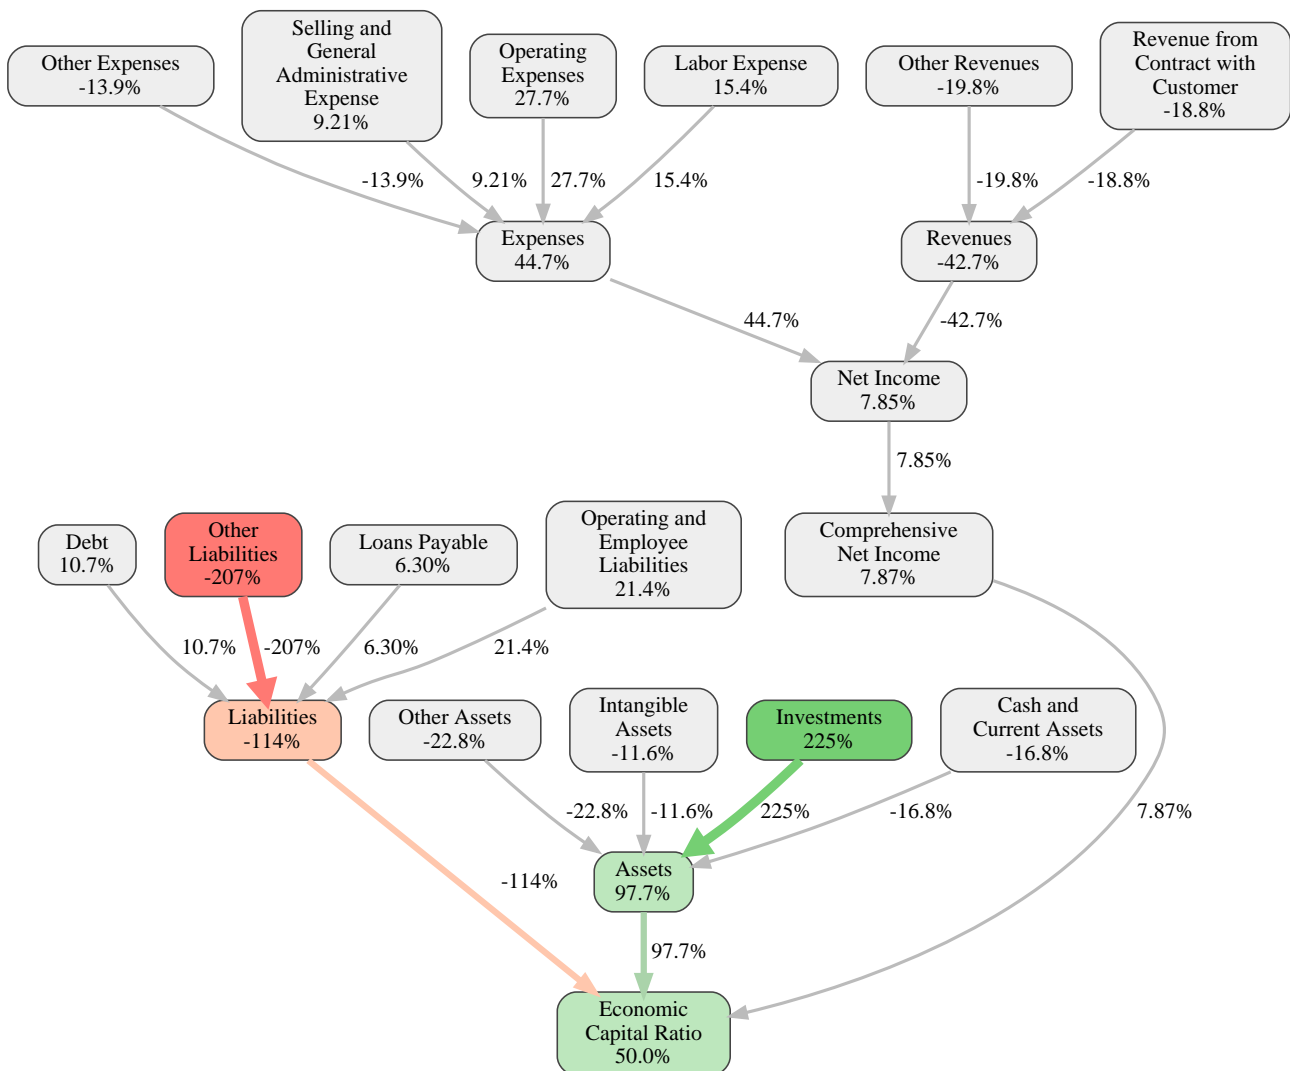 Other Expenses
-13.9%
Selling and
General
Administrative
Expense
9.21%
Operating
Expenses
27.7%
Labor Expense
15.4%
Other Revenues
-19.8%
Revenue from
Contract with
Customer
-18.8%
-13.9%
9.21%
27.7%
15.4%
-19.8%
-18.8%
Expenses
44.7%
Revenues
-42.7%
44.7%
-42.7%
Net Income
7.85%
7.85%
Debt
10.7%
Other
Liabilities
-207%
Loans Payable
6.30%
Operating and
Employee
Liabilities
21.4%
Comprehensive
Net Income
7.87%
10.7%
-207%
6.30%
21.4%
Liabilities
-114%
Other Assets
-22.8%
Intangible
Assets
-11.6%
Investments
225%
Cash and
Current Assets
-16.8%
-22.8%
-11.6%
225%
-16.8%
7.87%
Assets
97.7%
-114%
97.7%
Economic
Capital Ratio
50.0%